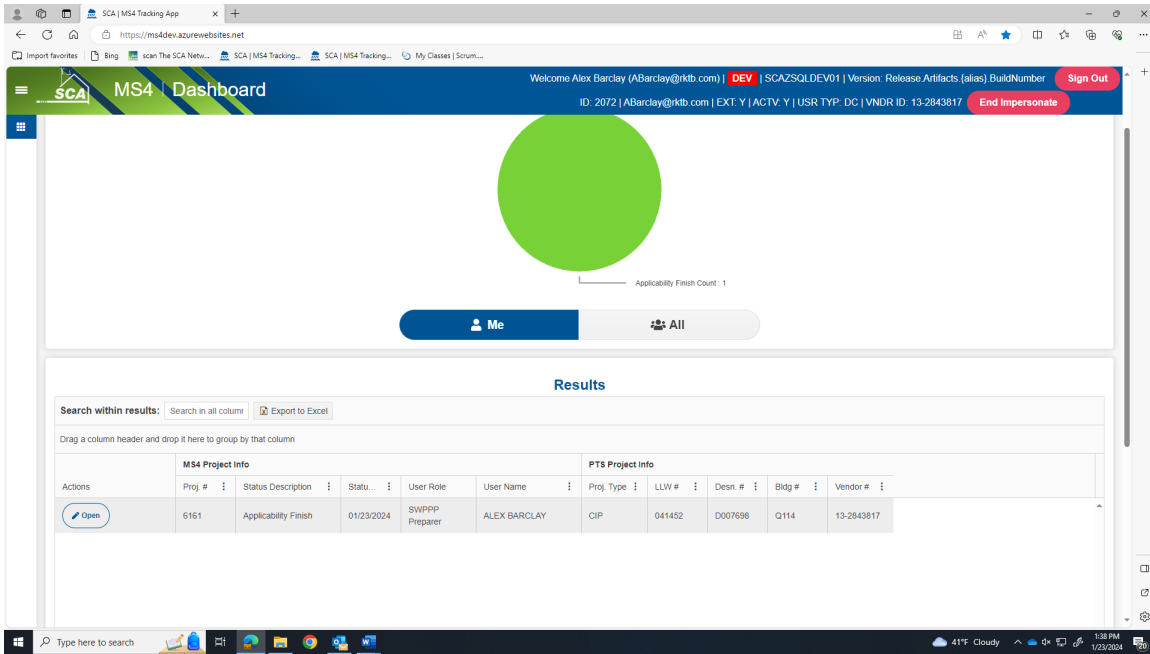 SCA | MS4 Tracking App
https://ms4dev.azurewebsites.net
Import favorites
Bing
scan The SCA Netw...
SCA | MS4 Tracking...
SCA | MS4 Tracking...
My Classes | Scrum....
SCA
MS4 | Dashboard
Welcome Alex Barclay (ABarclay@rktb.com) | DEV | SCAZSQLDEV01 | Version: Release.Artifacts.{alias}.BuildNumber
Sign Out
ID: 2072 | ABarclay@rktb.com | EXT: Y | ACTV: Y | USR TYP: DC | VNDR ID: 13-2843817
End Impersonate
Applicability Finish Count : 1
Me
All
Results
Search within results: Search in all column Export to Excel
Drag a column header and drop it here to group by that column
MS4 Project Info PTS Project Info
Actions Proj. # Status Description Statu... User Role User Name Proj. Type LLW # Desn. # Bldg # Vendor #
Open 6161 Applicability Finish 01/23/2024 SWPPP Preparer ALEX BARCLAY CIP 041452 D007698 Q114 13-2843817
Type here to search
41°F Cloudy
1:38 PM
1/23/2024
20